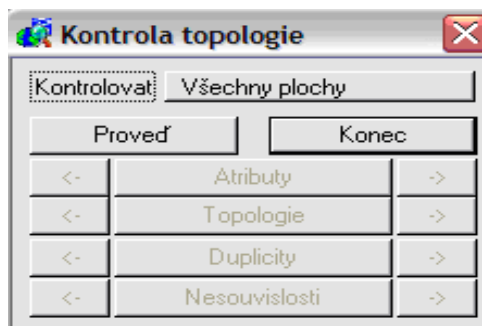 Kontrola topologie
Kontrolovat Všechny plochy
Proveď Konec
<- Atributy ->
<- Topologie ->
<- Duplicity ->
<- Nesouvislosti ->